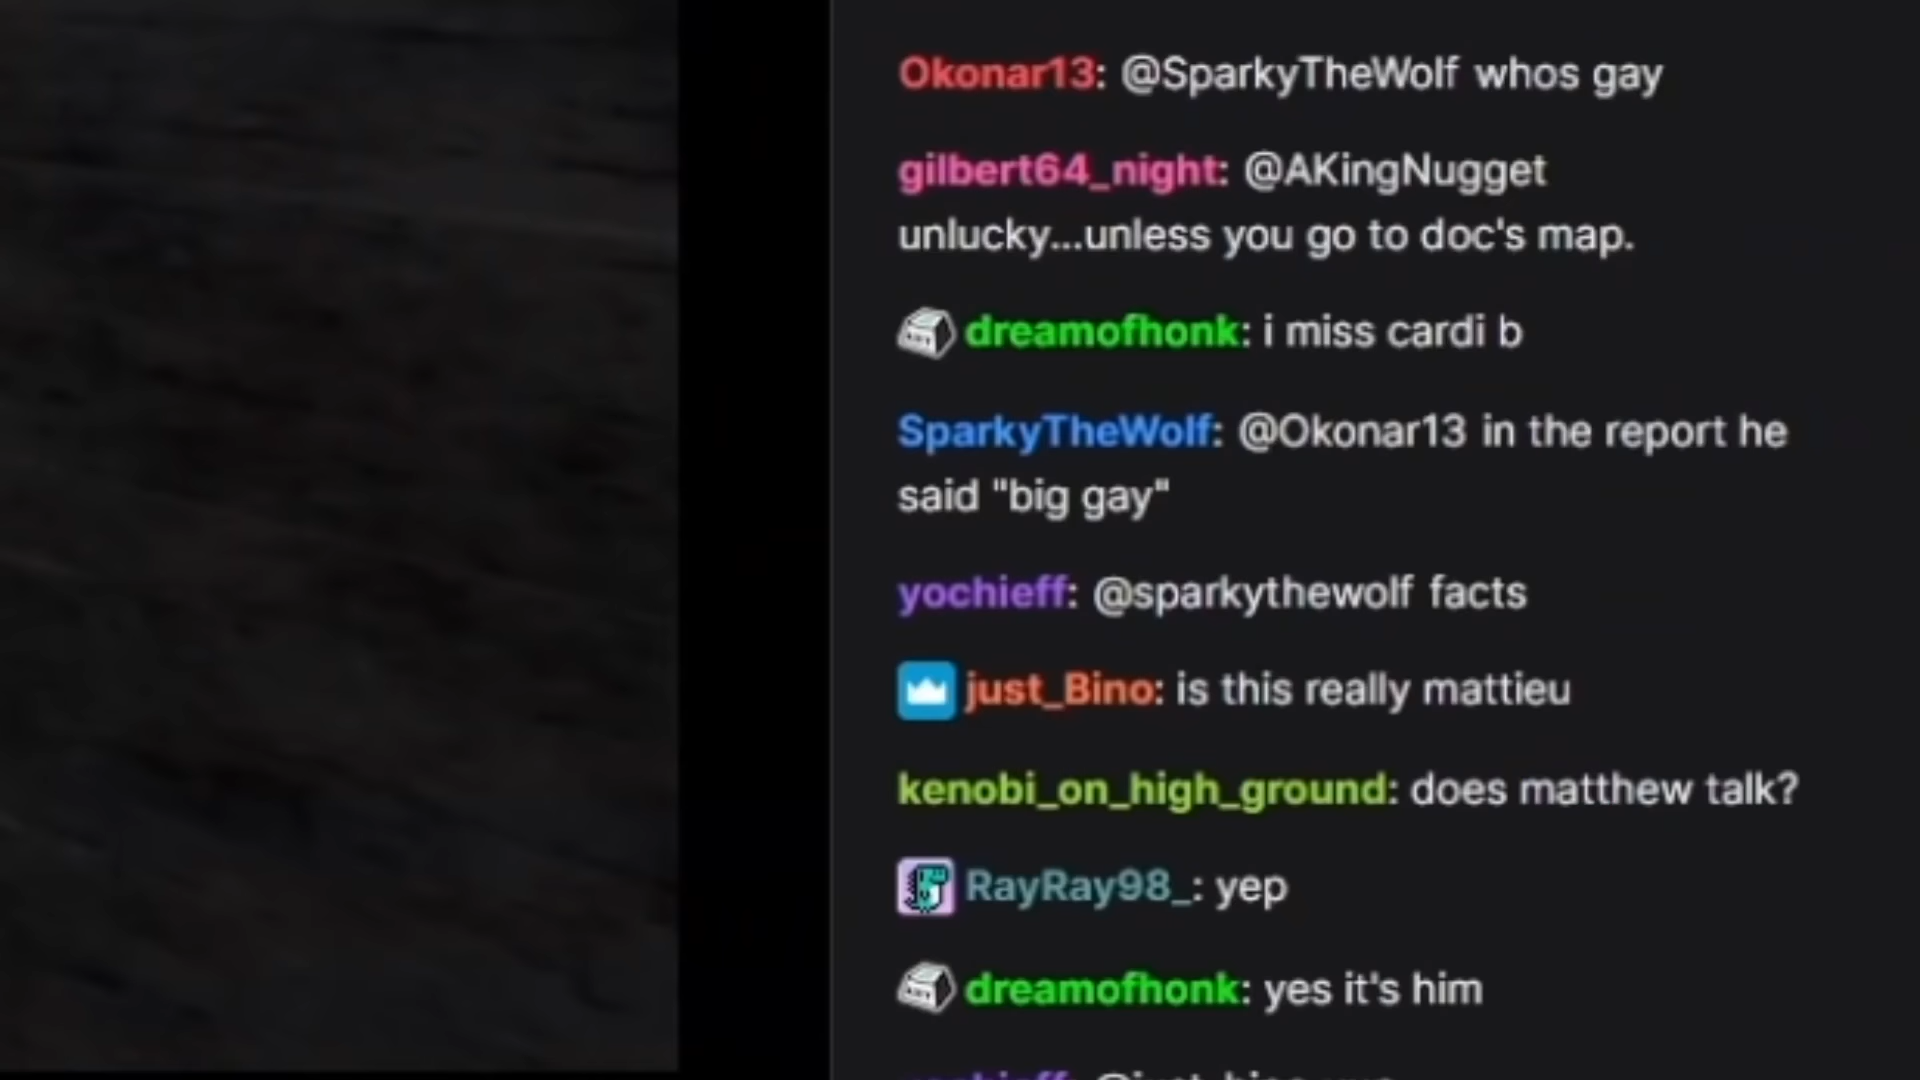 Okonar13: @SparkyTheWolf whos gay
gilbert64_night: @AKingNugget
unlucky...unless you go to doc's map.
dreamofhonk: i miss cardi b
SparkyTheWolf: @Okonar13 in the report he
said "big gay"
yochieff: @sparkythewolf facts
just_Bino: is this really mattieu
kenobi_on_high_ground: does matthew talk?
RayRay98_: yep
dreamofhonk: yes it's him